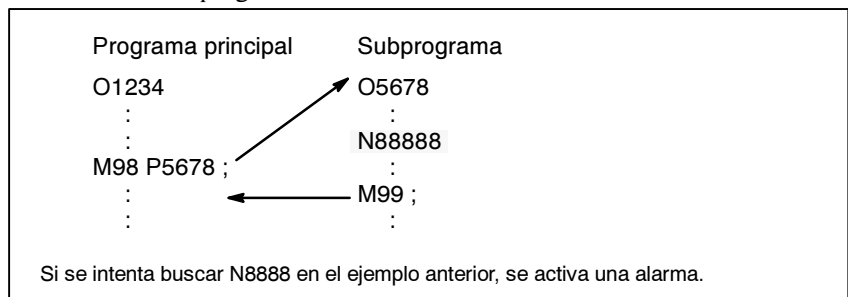 Programa principal Subprograma
O1234 O5678
: :
: N88888
M98 P5678 ; :
: M99 ;
: :
Si se intenta buscar N8888 en el ejemplo anterior, se activa una alarma.